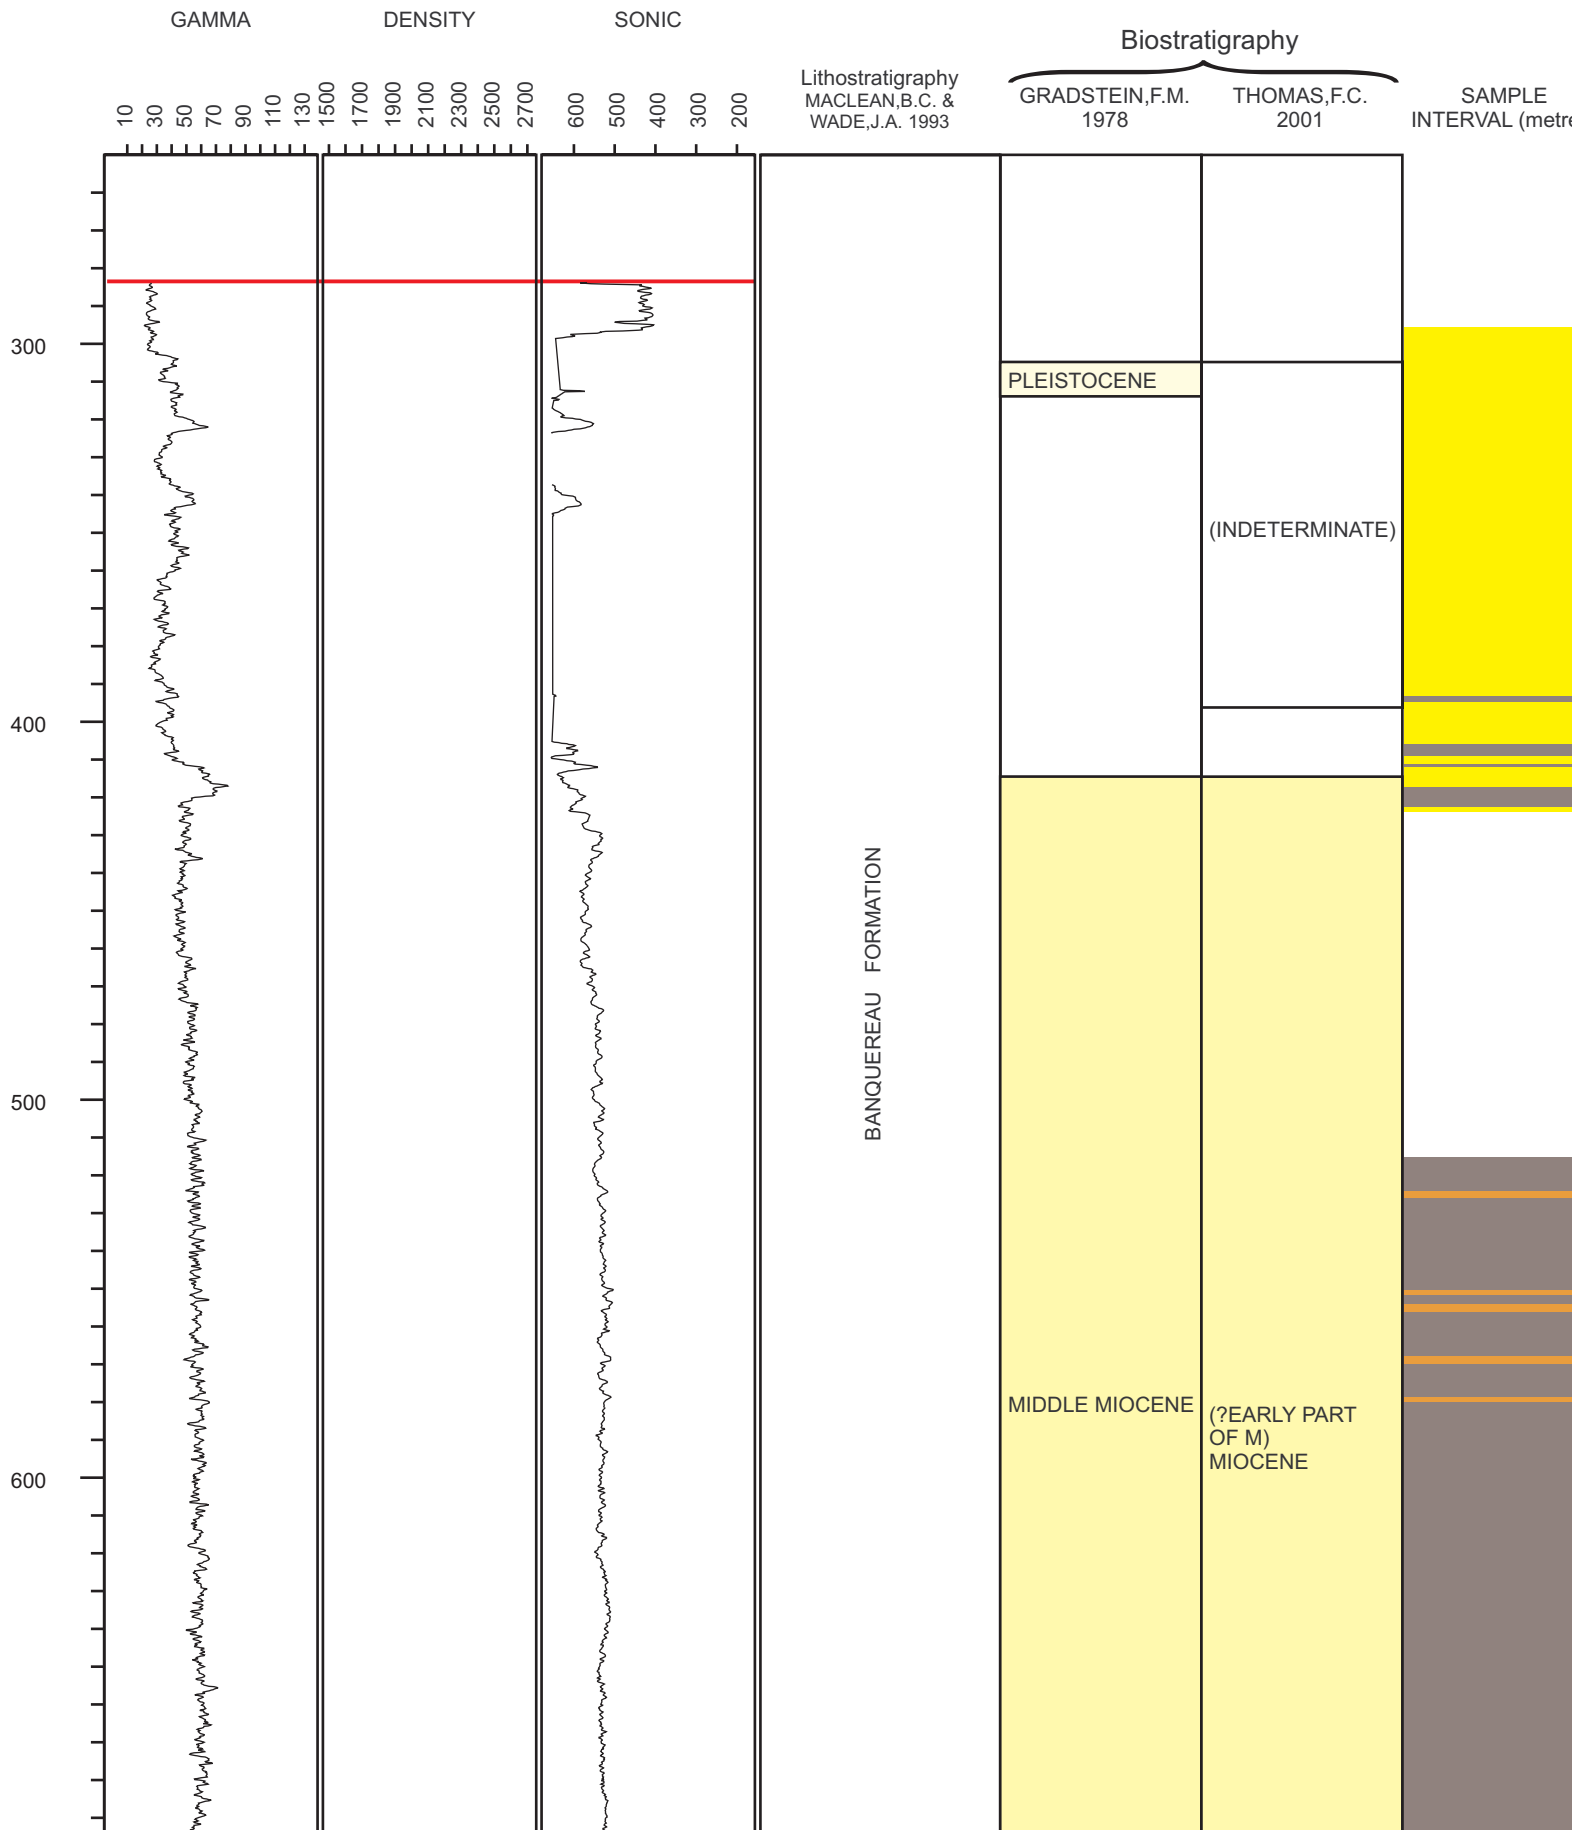 GAMMA
DENSITY
SONIC
Biostratigraphy
Lithostratigraphy
MACLEAN,B.C. &
WADE,J.A. 1993
GRADSTEIN,F.M.
1978
THOMAS,F.C.
2001
SAMPLE
INTERVAL (metre
10 30 50 70 90 110 130
1500 1700 1900 2100 2300 2500 2700
600 500 400 300 200
300
PLEISTOCENE
(INDETERMINATE)
400
BANQUEREAU FORMATION
500
MIDDLE MIOCENE
(?EARLY PART
OF M)
MIOCENE
600